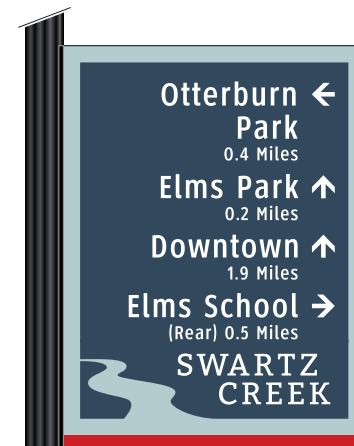 Otterburn ←
Park
0.4 Miles
Elms Park ↑
0.2 Miles
Downtown ↑
1.9 Miles
Elms School →
(Rear) 0.5 Miles
SWARTZ
CREEK